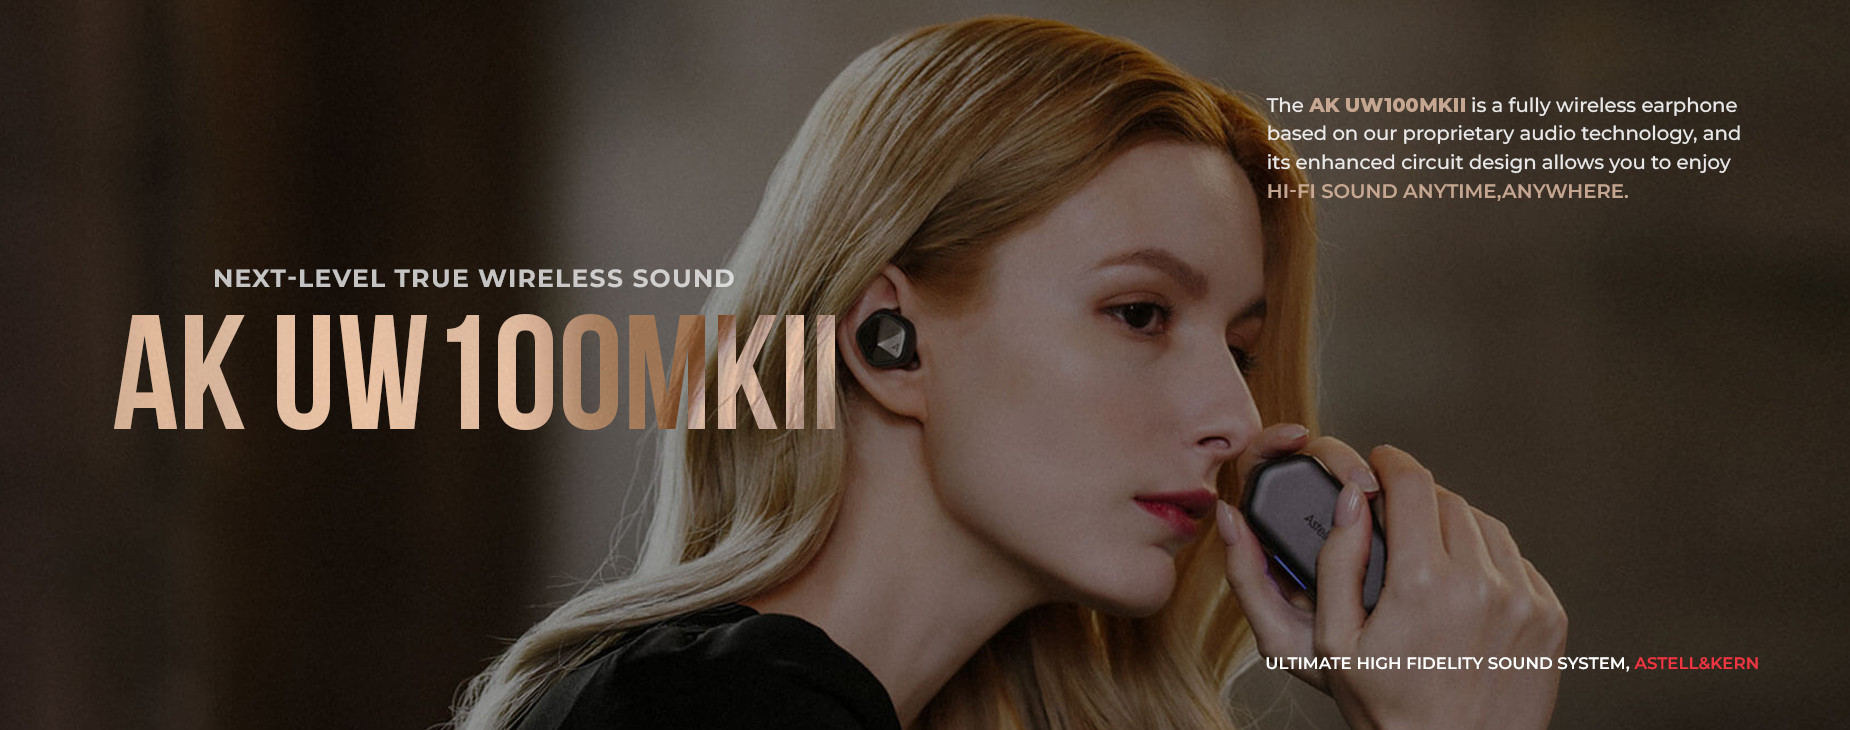 NEXT-LEVEL TRUE WIRELESS SOUND
AK UW100MKII
The AK UW100MKII is a fully wireless earphone
based on our proprietary audio technology, and
its enhanced circuit design allows you to enjoy
HI-FI SOUND ANYTIME,ANYWHERE.
Astell
ULTIMATE HIGH FIDELITY SOUND SYSTEM, ASTELL&KERN